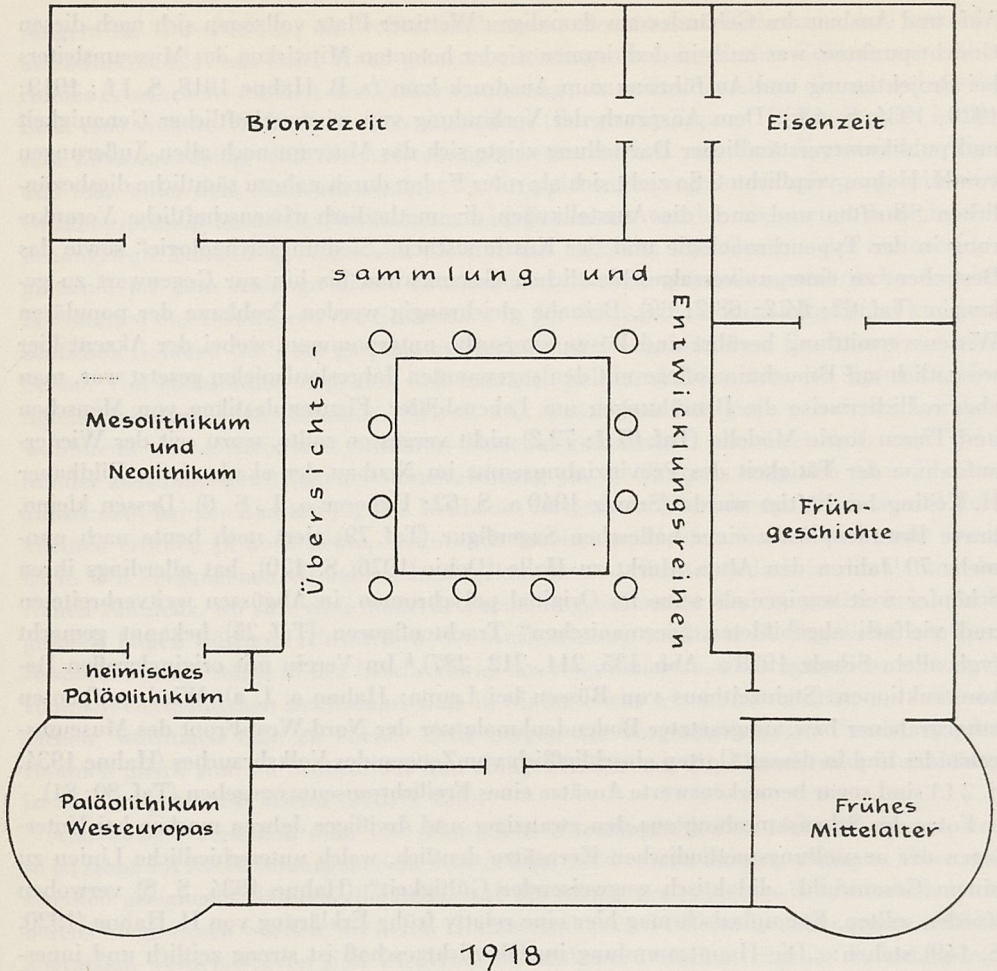 Bronzezeit
Eisenzeit
Übersichts-
sammlung und
Entwicklungsreihen
Mesolithikum
und
Neolithikum
Früh-
geschichte
heimisches
Paläolithikum
Paläolithikum
Westeuropas
Frühes
Mittelalter
1918